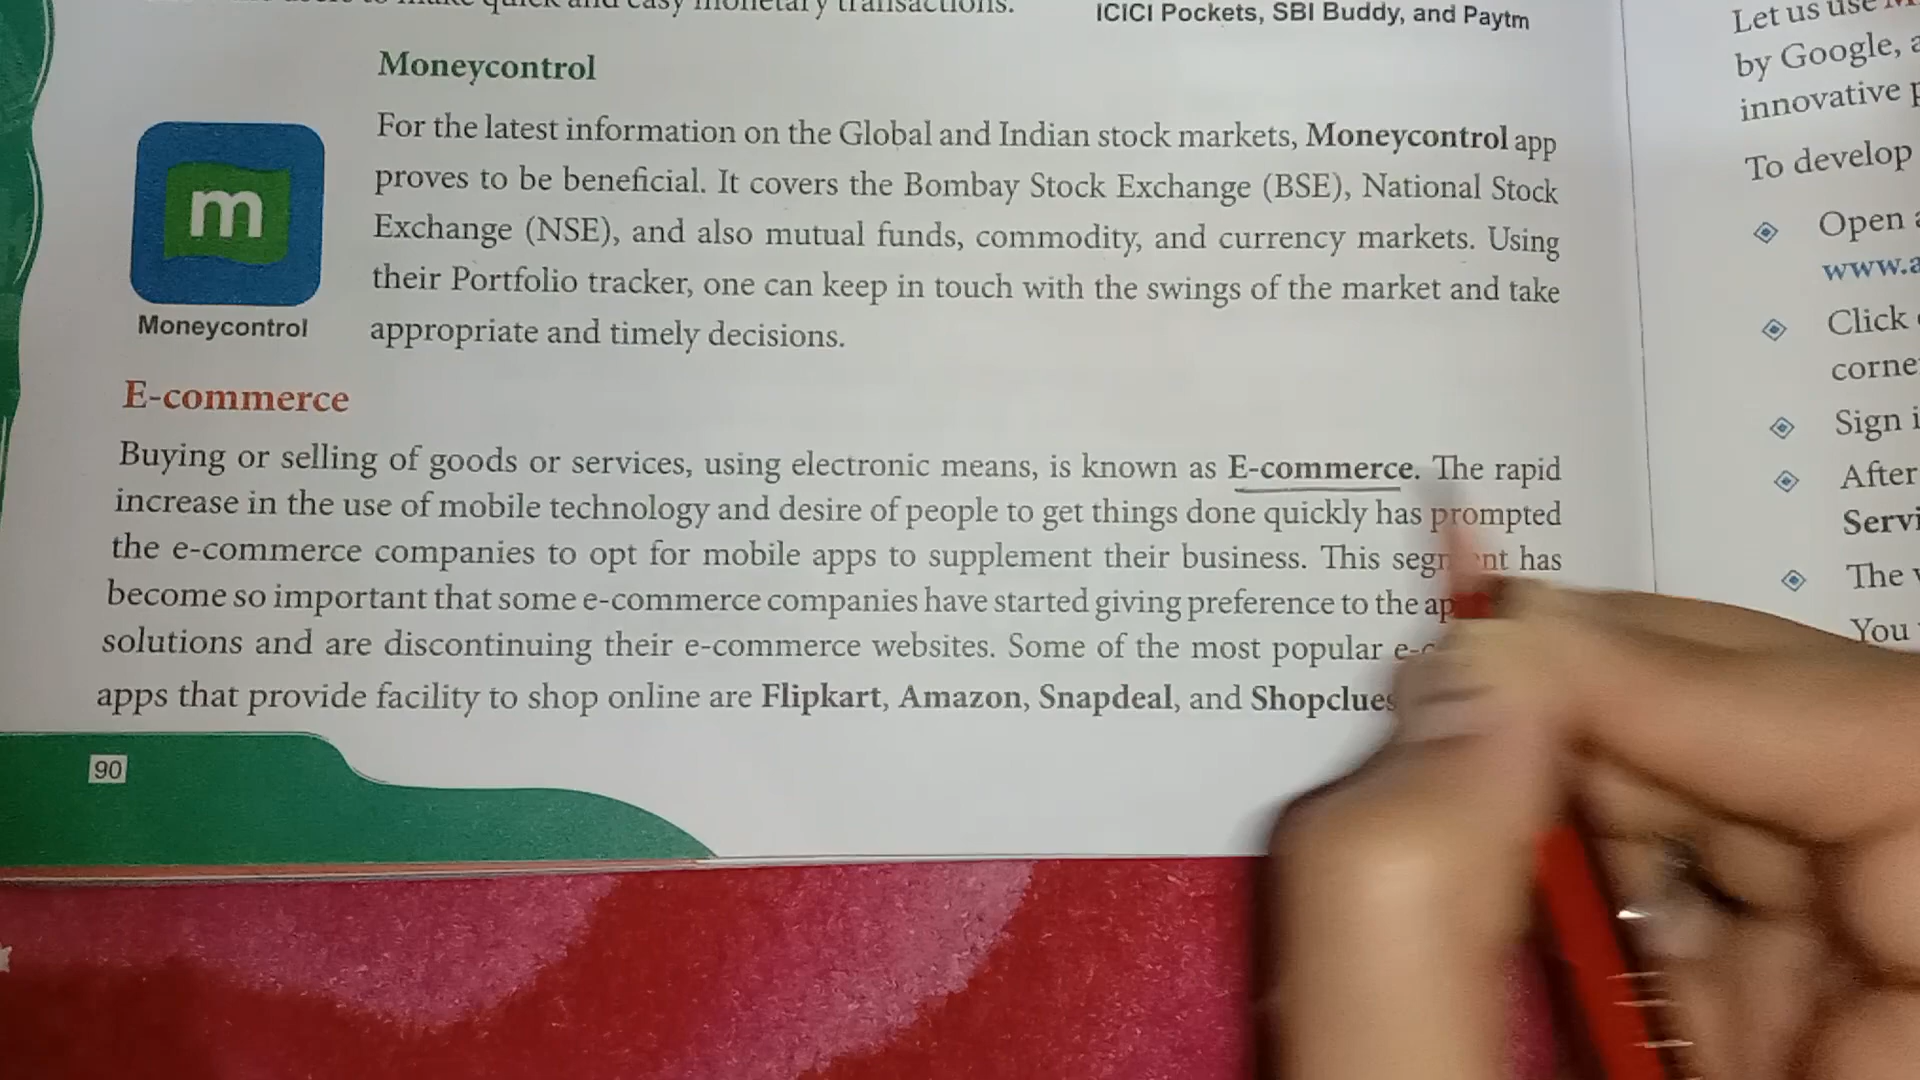 quick and easy monetary transactions.
ICICI Pockets, SBI Buddy, and Paytm
Moneycontrol
For the latest information on the Global and Indian stock markets, Moneycontrol app
proves to be beneficial. It covers the Bombay Stock Exchange (BSE), National Stock
Exchange (NSE), and also mutual funds, commodity, and currency markets. Using
their Portfolio tracker, one can keep in touch with the swings of the market and take
appropriate and timely decisions.
m
Moneycontrol
E-commerce
Buying or selling of goods or services, using electronic means, is known as E-commerce. The rapid
increase in the use of mobile technology and desire of people to get things done quickly has prompted
the e-commerce companies to opt for mobile apps to supplement their business. This has
become so important that some e-commerce companies have started giving preference to the
solutions and are discontinuing their e-commerce websites. Some of the most popular
apps that provide facility to shop online are Flipkart, Amazon, Snapdeal, and Shopclues
90
Let us use
by Google,
innovative
To develop
Open
www.a
Click
corne
Sign
After
Servi
The
You